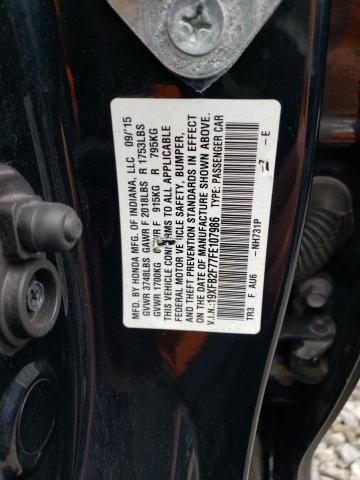 MFD. BY HONDA MFG. OF INDIANA, LLC 09/15
GVWR 3748LBS GAWR F 2018LBS R 1753LBS
GVWR 1700KG F 915KG R 795KG
THIS VEHICLE CONFORMS TO ALL APPLICABLE
FEDERAL MOTOR VEHICLE SAFETY, BUMPER,
AND THEFT PREVENTION STANDARDS IN EFFECT
ON THE DATE OF MANUFACTURE SHOWN ABOVE.
V.I.N.:19XFB2F77FE107986 TYPE: PASSENGER CAR
TR3 F AU6 - NH731P -Z - E